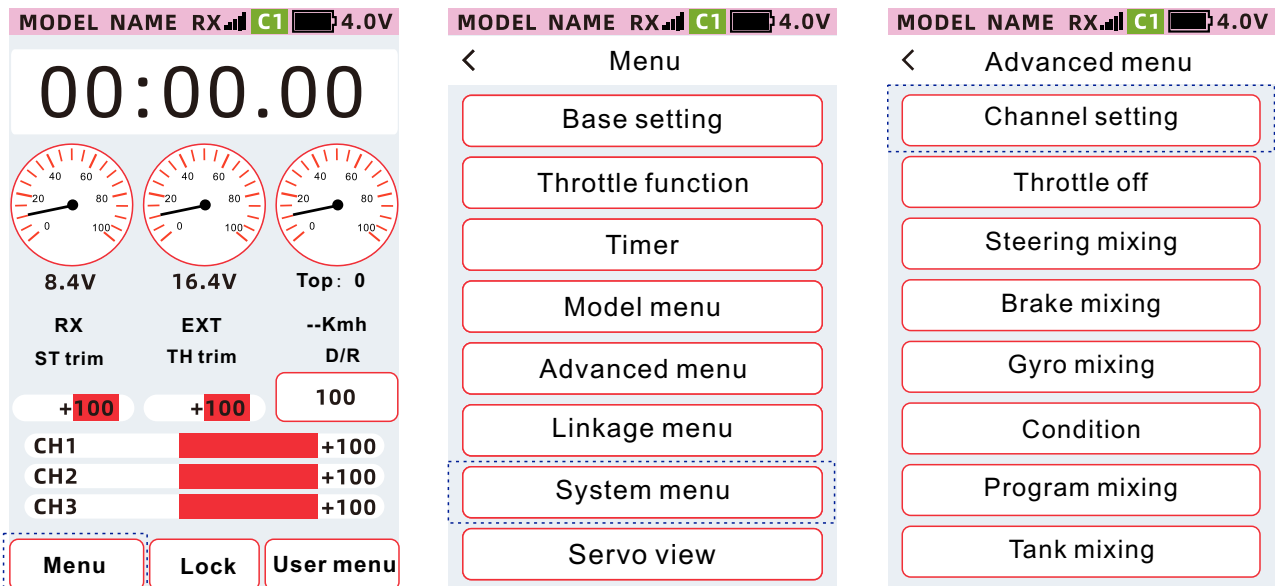 MODEL NAME RX C1 4.0V
00:00.00
0 20 40 60 80 100
0 20 40 60 80 100
0 20 40 60 80 100
8.4V 16.4V Top: 0
RX EXT --Kmh
ST trim TH trim D/R
+100 +100 100
CH1 +100
CH2 +100
CH3 +100
Menu Lock User menu
MODEL NAME RX C1 4.0V
< Menu
Base setting
Throttle function
Timer
Model menu
Advanced menu
Linkage menu
System menu
Servo view
MODEL NAME RX C1 4.0V
< Advanced menu
Channel setting
Throttle off
Steering mixing
Brake mixing
Gyro mixing
Condition
Program mixing
Tank mixing